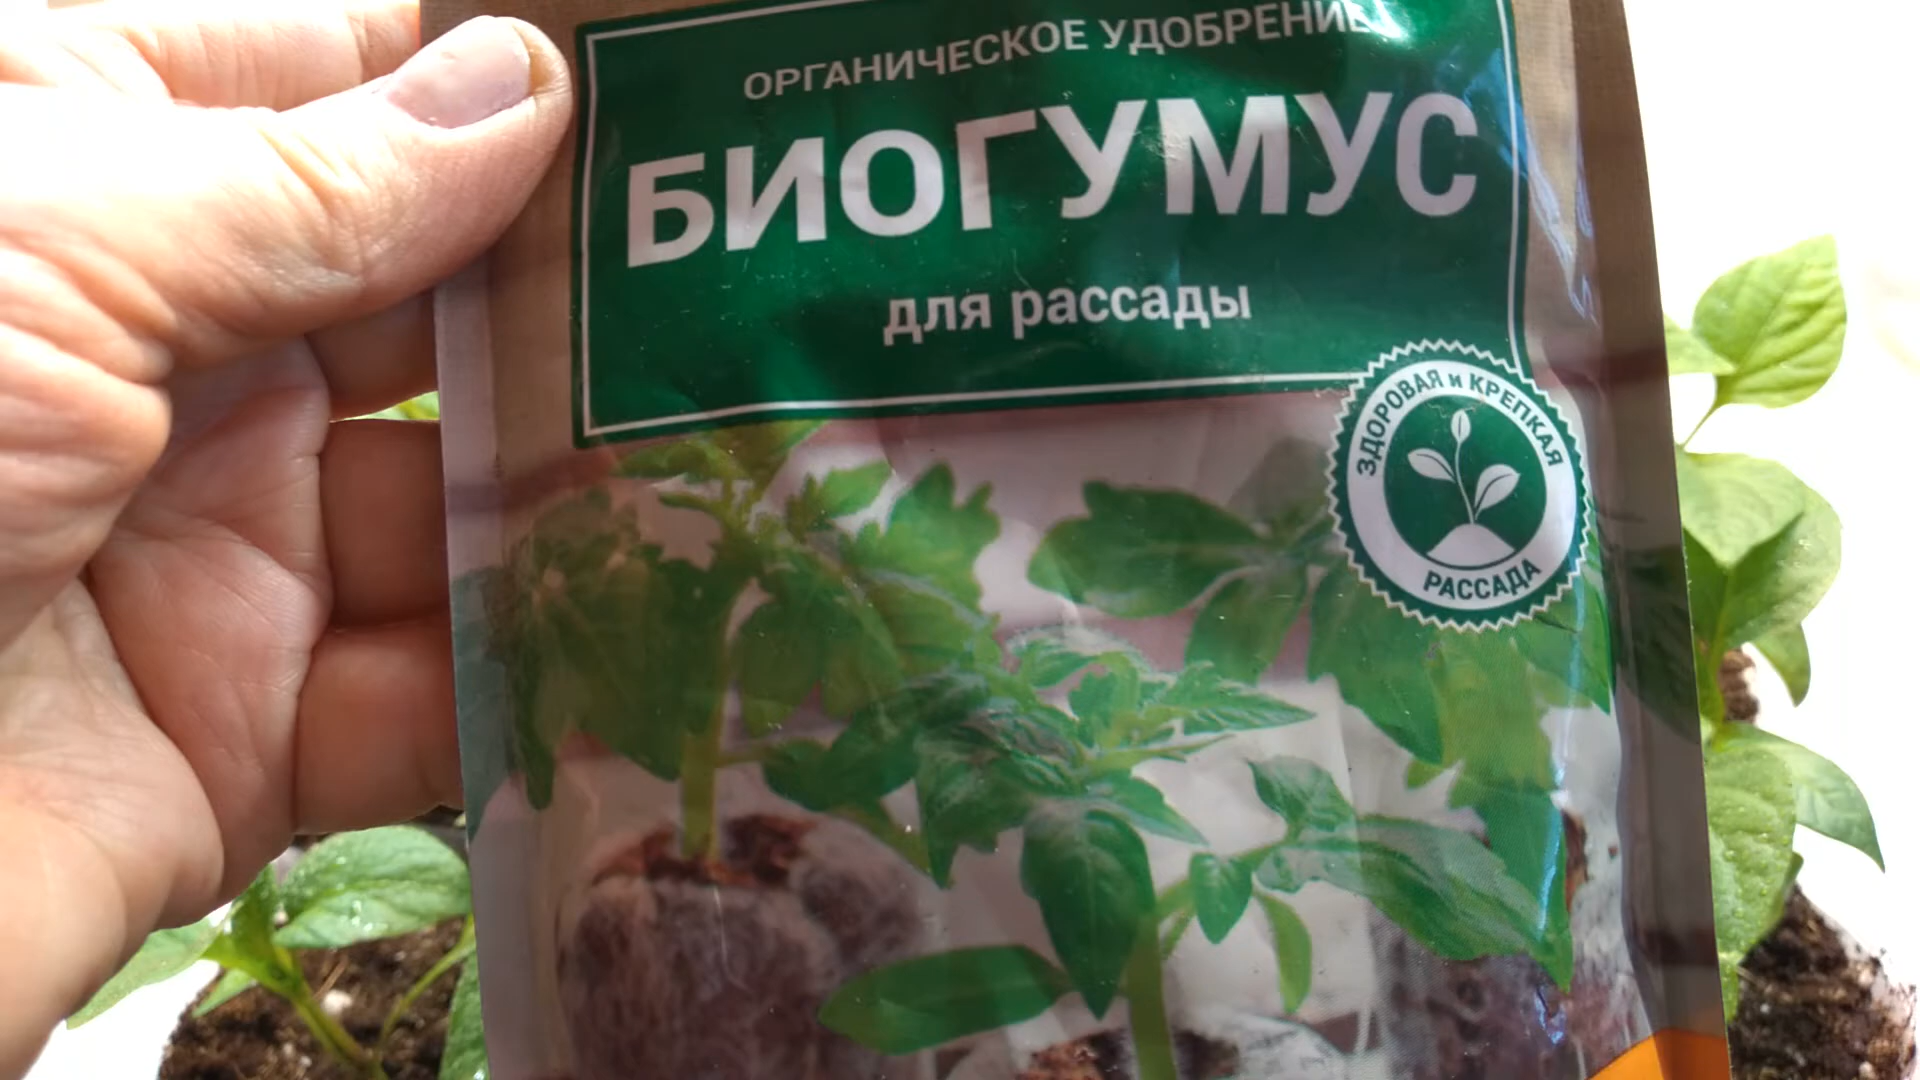 ОРГАНИЧЕСКОЕ УДОБРЕНИЕ
БИОГУМУС
для рассады
ЗДОРОВАЯ и КРЕПКАЯ
РАССАДА